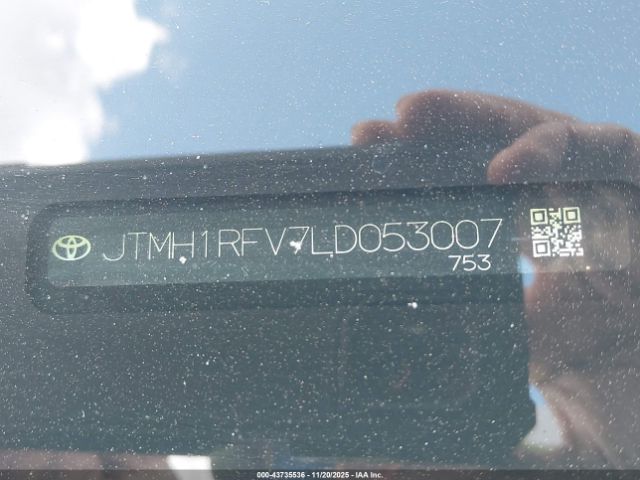 JTMH1RFV7LD053007
753
000-43735536 - 11/20/2025 - IAA Inc.